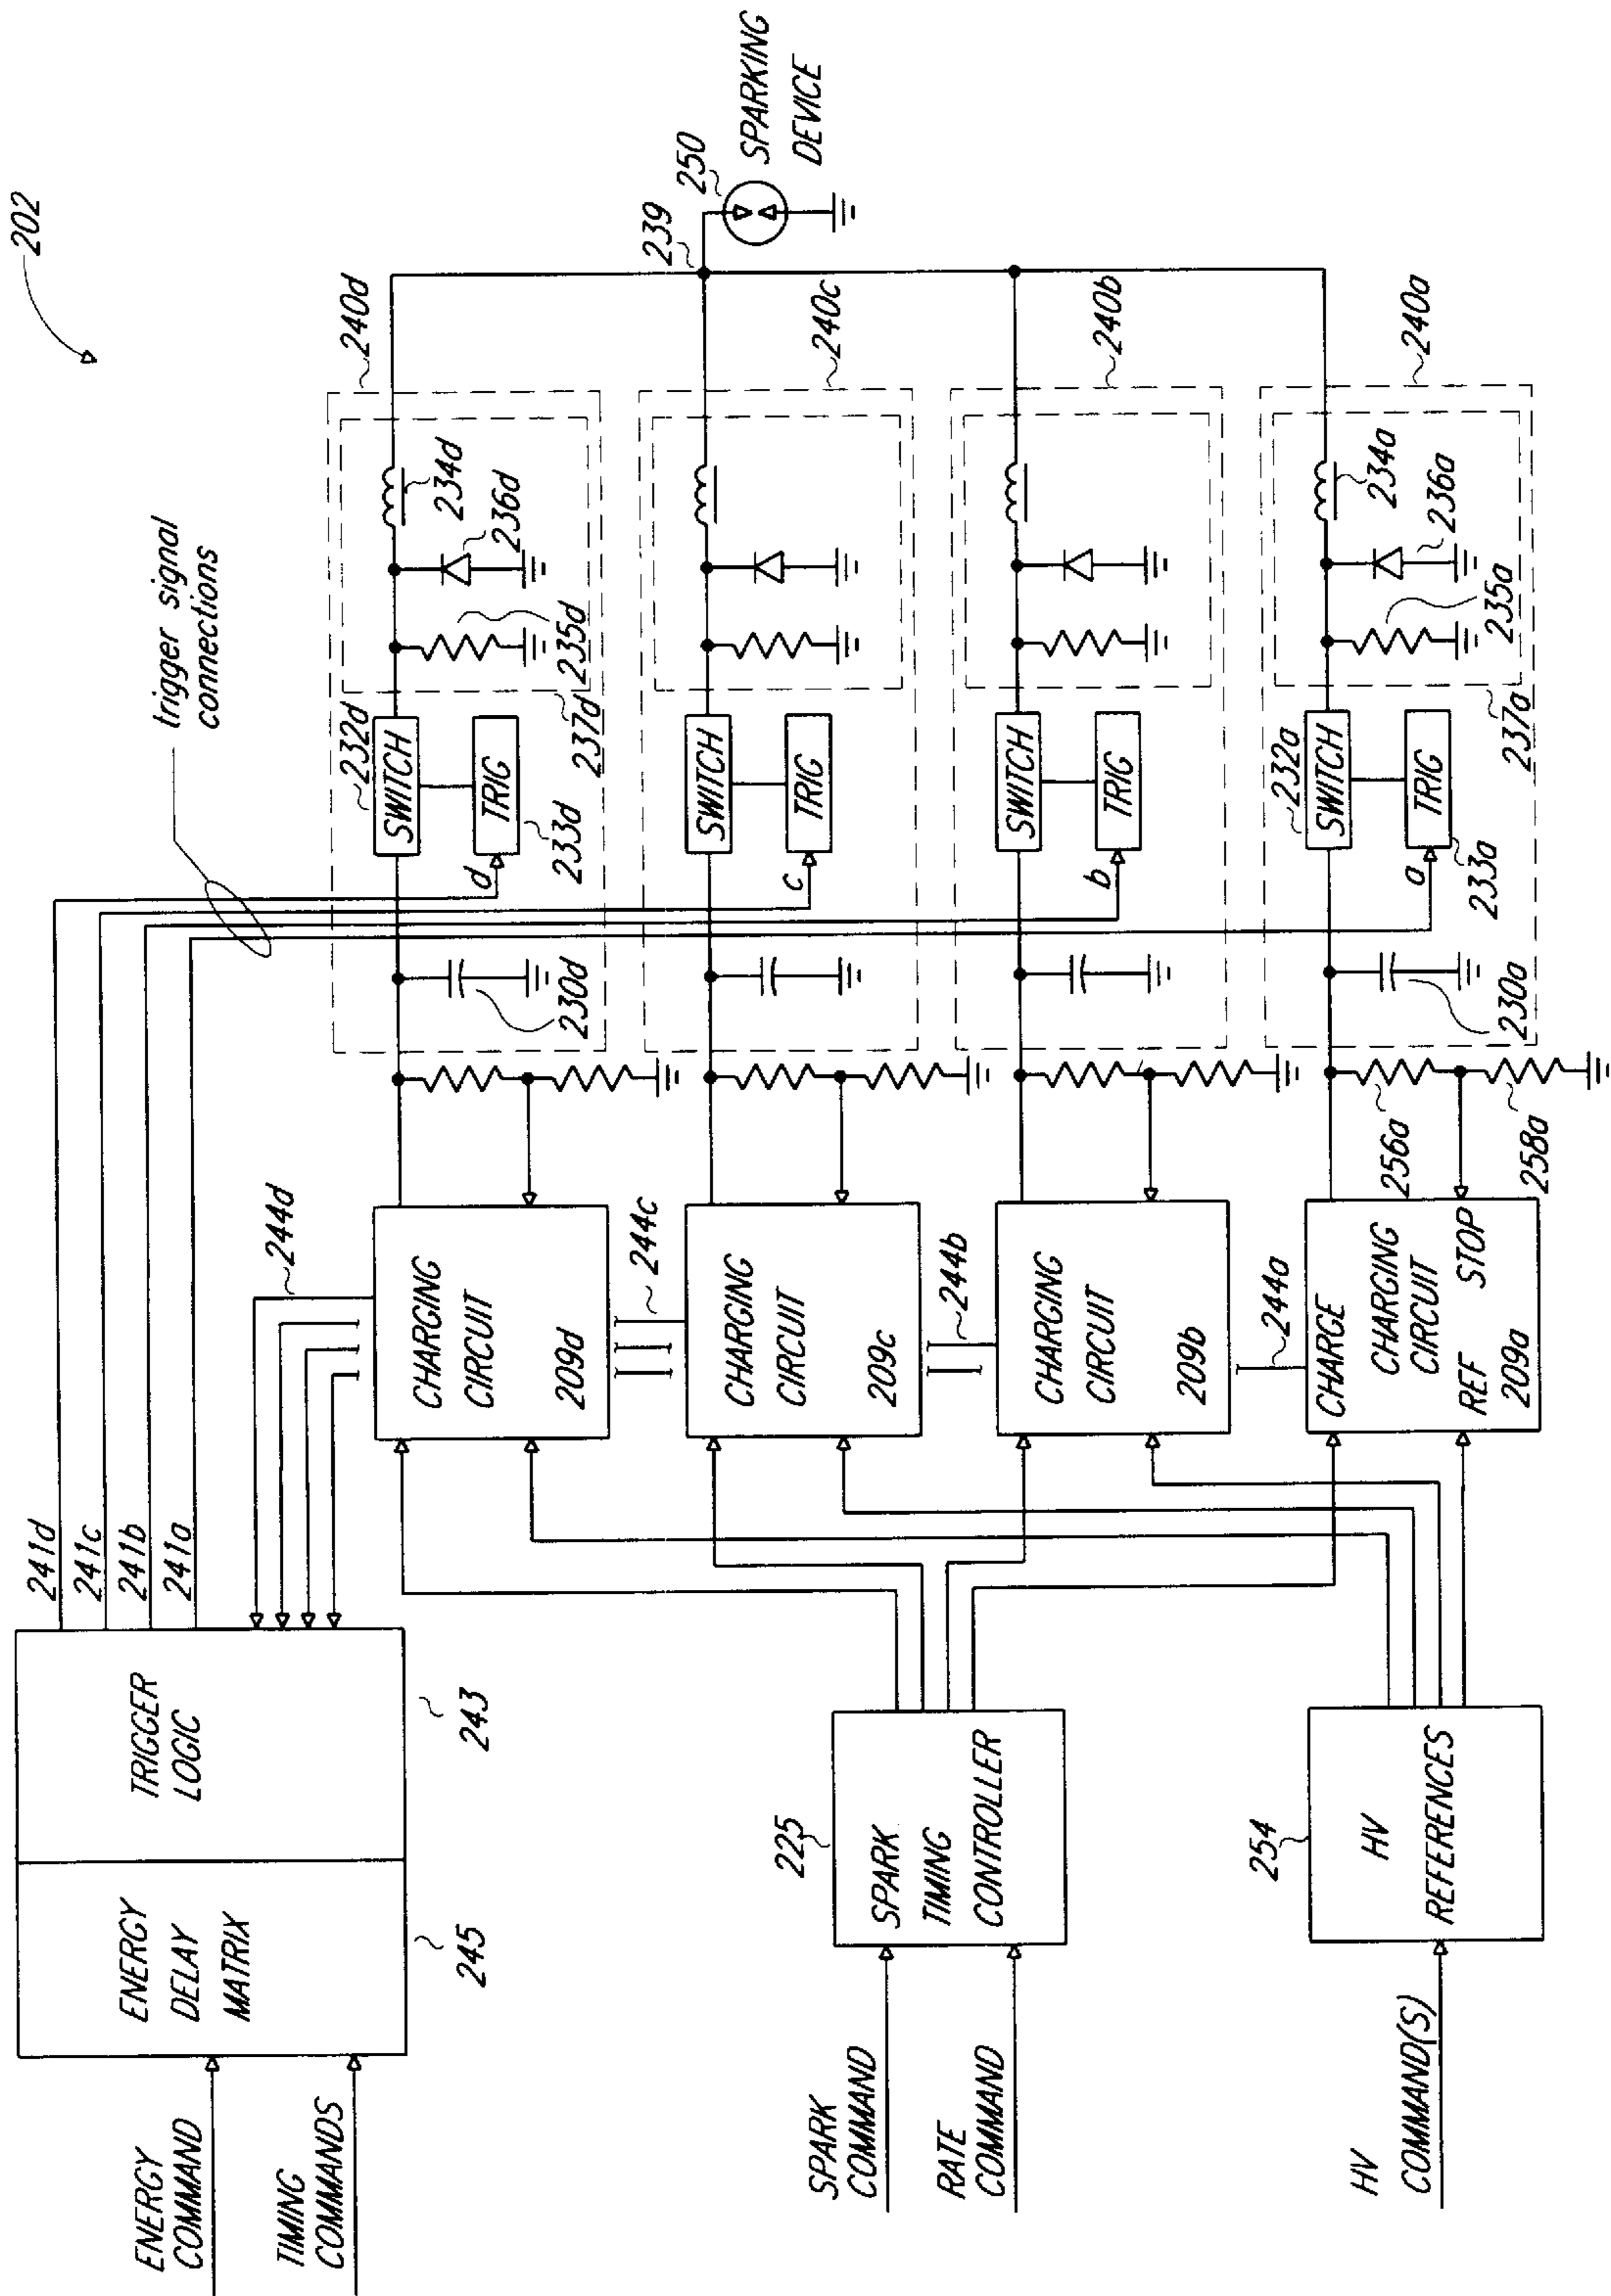 202
trigger signal
connections
ENERGY
COMMAND
TIMING
COMMANDS
ENERGY
DELAY
MATRIX
245
TRIGGER
LOGIC
243
241d
241c
241b
241a
244d
CHARGING
CIRCUIT
209d
230d
d
232d
SWITCH
TRIG
233d
237d
235d
236d
234d
240d
244c
CHARGING
CIRCUIT
209c
c
SWITCH
TRIG
240c
239
250
SPARKING
DEVICE
SPARK
COMMAND
RATE
COMMAND
225
SPARK
TIMING
CONTROLLER
244b
CHARGING
CIRCUIT
209b
b
SWITCH
TRIG
240b
HV
COMMAND(S)
254
HV
REFERENCES
244a
CHARGE
CHARGING
CIRCUIT
REF STOP
209a
256a
258a
230a
a
232a
SWITCH
TRIG
233a
237a
235a
236a
234a
240a